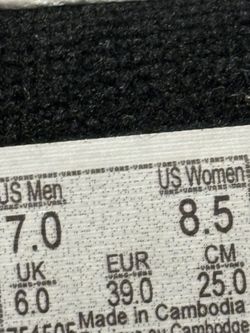 US Men US Women
7.0 8.5
UK EUR CM
6.0 39.0 25.0
Made in Cambodia